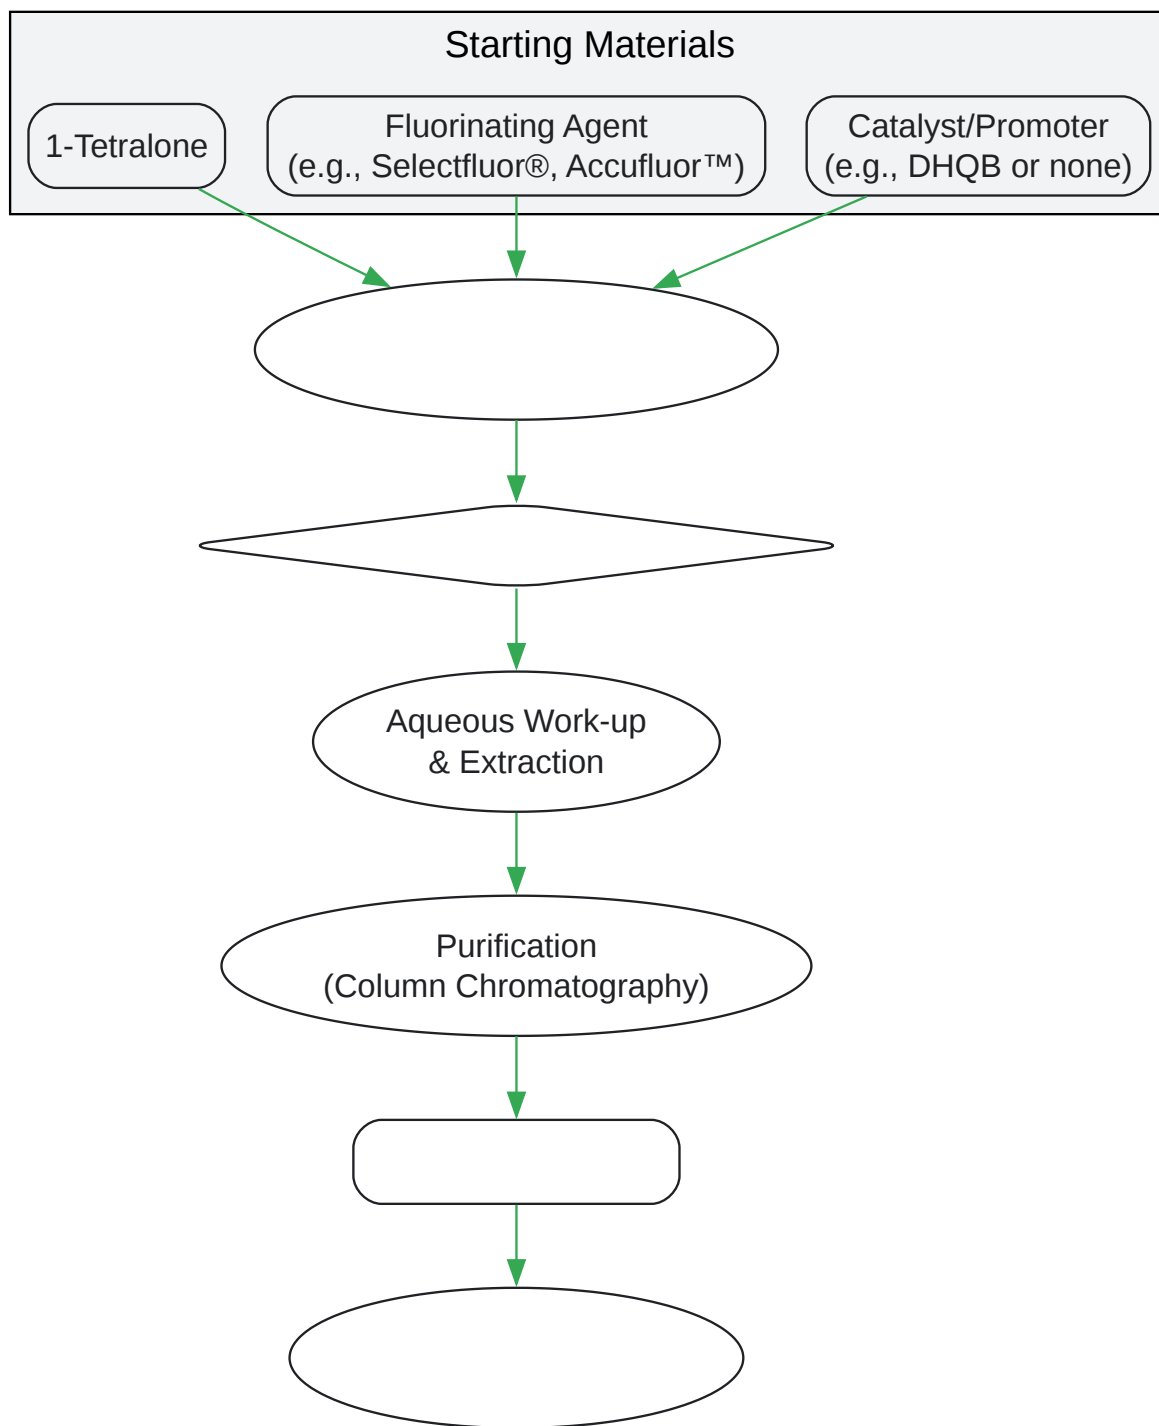 Starting Materials
1-Tetralone
Fluorinating Agent
(e.g., Selectfluor®, Accufluor™)
Catalyst/Promoter
(e.g., DHQB or none)
Aqueous Work-up
& Extraction
Purification
(Column Chromatography)